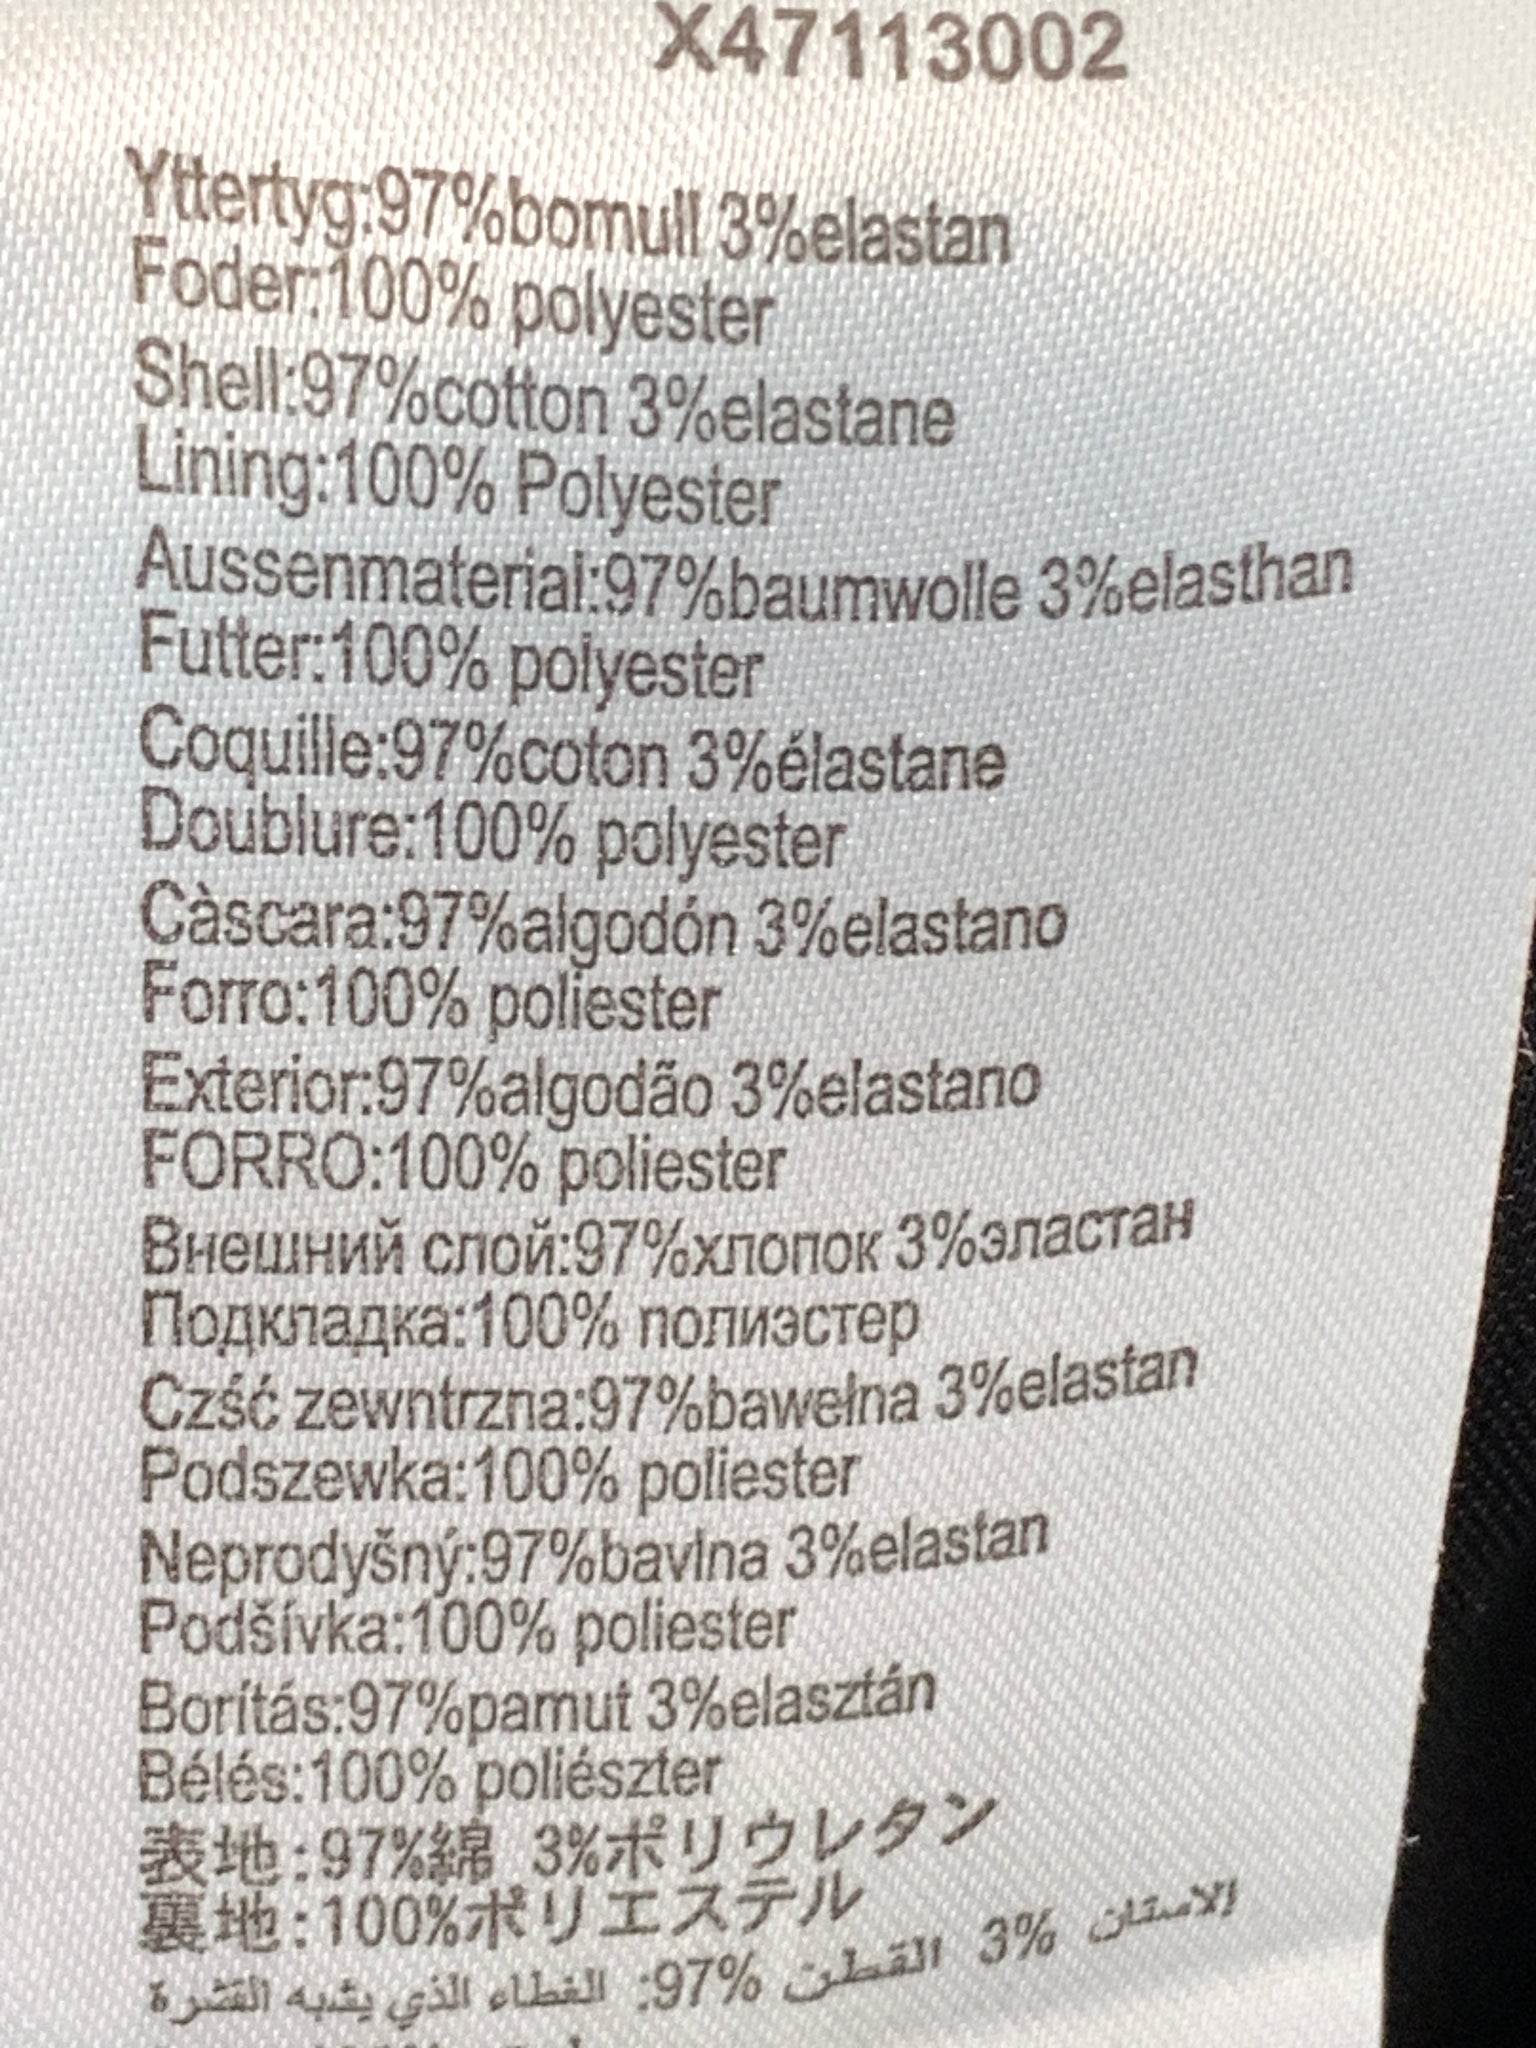 X47113002
Yttertyg:97%bomull 3%elastan
Foder:100% polyester
Shell:97%cotton 3%elastane
Lining:100% Polyester
Aussenmaterial:97%baumwolle 3%elasthan
Futter:100% polyester
Coquille:97%coton 3%élastane
Doublure:100% polyester
Càscara:97%algodón 3%elastano
Forro:100% poliester
Exterior:97%algodão 3%elastano
FORRO:100% poliester
Внешний слой:97%хлопок 3%эластан
Подкладка:100% полиэстер
Czść zewntrzna:97%bawełna 3%elastan
Podszewka:100% poliester
Neprodyšný:97%bavlna 3%elastan
Podšívka:100% poliester
Borítás:97%pamut 3%elasztán
Bélés:100% poliészter
表地:97%綿 3%ポリウレタン
裏地:100%ポリエステル
الغطاء الذي يشبه القشرة :97% القطن 3% الاستان